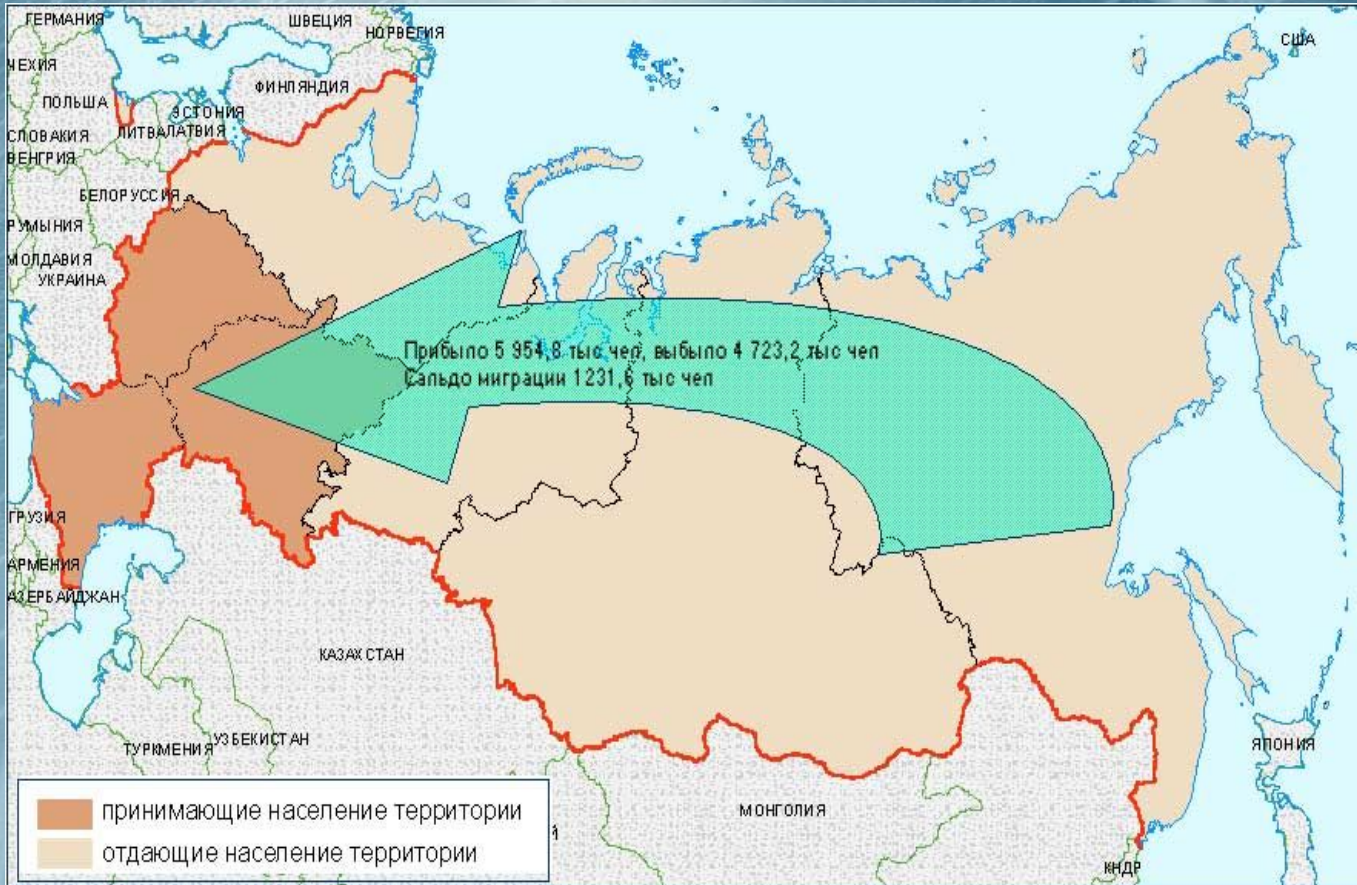 ГЕРМАНИЯ
ШВЕЦИЯ
НОРВЕГИЯ
США
ЧЕХИЯ
ФИНЛЯНДИЯ
ПОЛЬША
ЭСТОНИЯ
СЛОВАКИЯ
ЛИТВА
ЛАТВИЯ
ВЕНГРИЯ
БЕЛОРУССИЯ
РУМЫНИЯ
МОЛДАВИЯ
УКРАИНА
Прибыло 5 954,8 тыс чел, выбыло 4 723,2 тыс чел
Сальдо миграции 1231,6 тыс чел
ГРУЗИЯ
АРМЕНИЯ
АЗЕРБАЙДЖАН
КАЗАХСТАН
ТУРКМЕНИЯ
УЗБЕКИСТАН
ЯПОНИЯ
МОНГОЛИЯ
КНДР
принимающие население территории
отдающие население территории